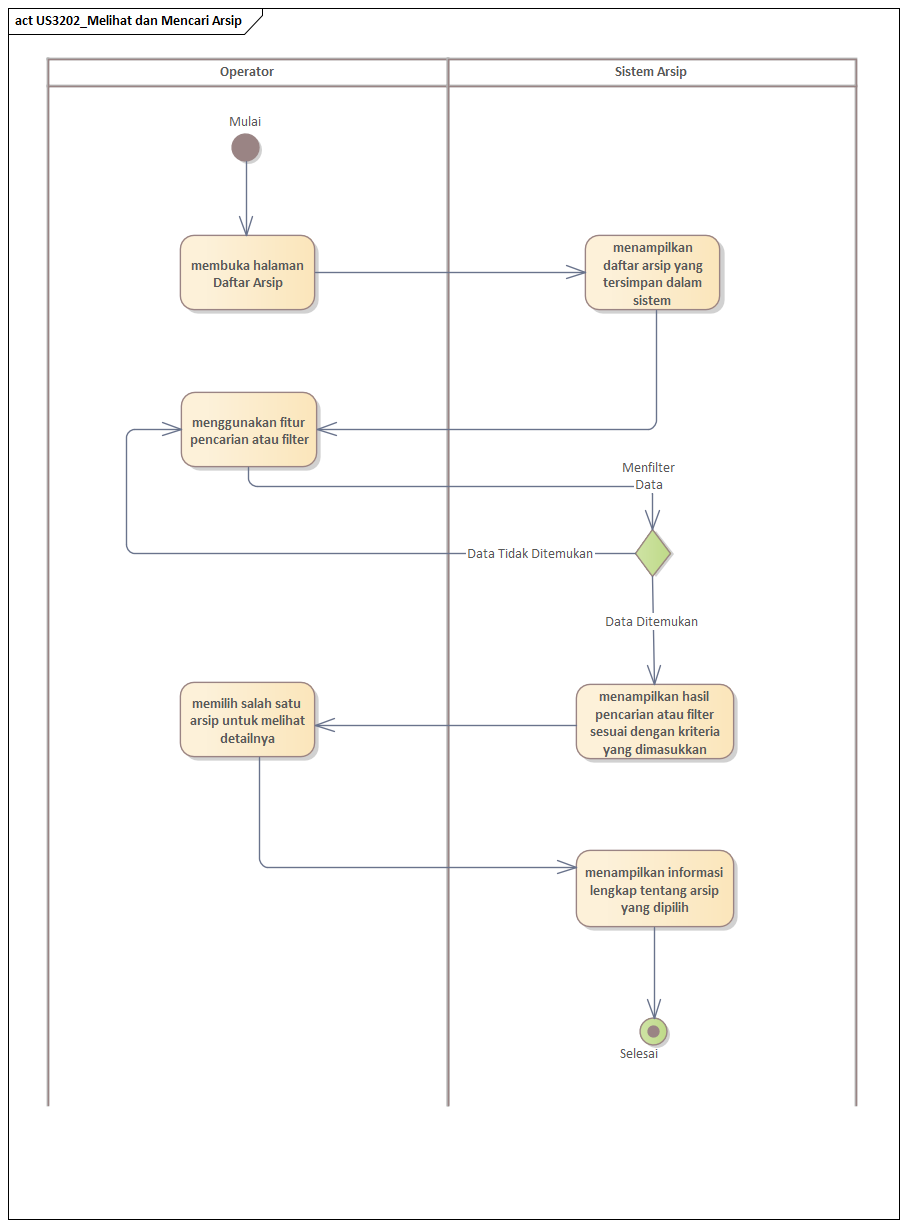 act US3202_Melihat dan Mencari Arsip
Operator
Sistem Arsip
Mulai
membuka halaman
Daftar Arsip
menampilkan
daftar arsip yang
tersimpan dalam
sistem
menggunakan fitur
pencarian atau filter
Menfilter
Data
Data Tidak Ditemukan
Data Ditemukan
memilih salah satu
arsip untuk melihat
detailnya
menampilkan hasil
pencarian atau filter
sesuai dengan kriteria
yang dimasukkan
menampilkan informasi
lengkap tentang arsip
yang dipilih
Selesai